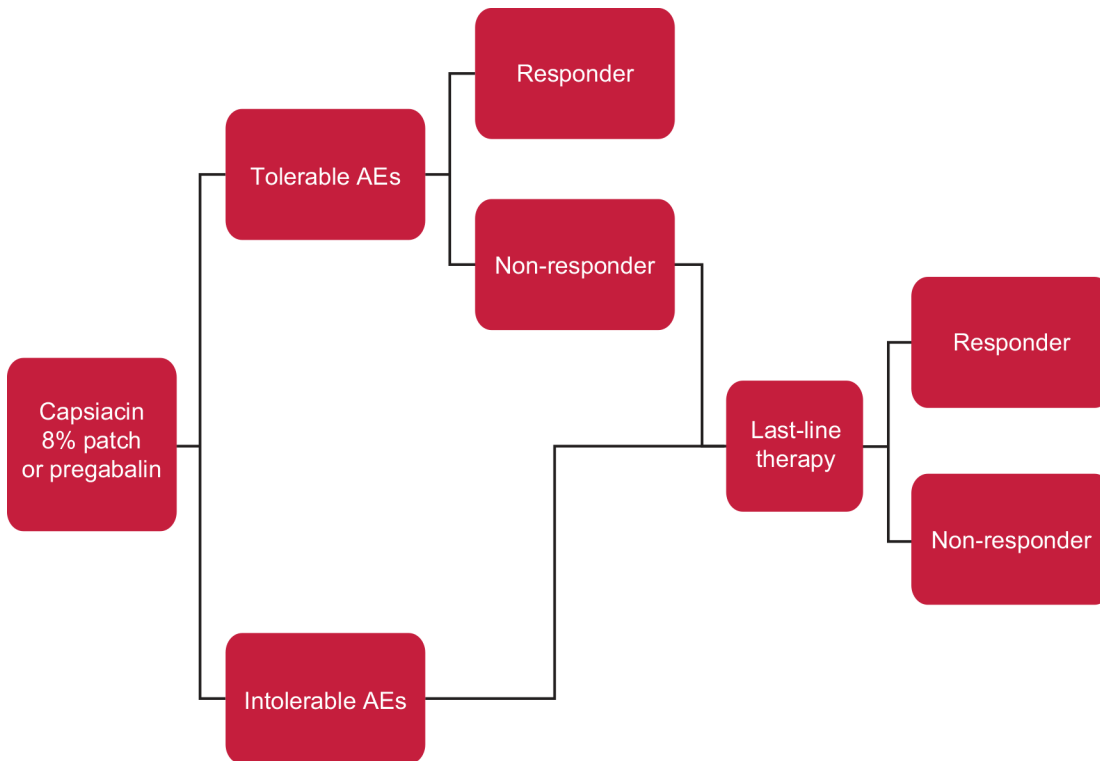 Responder
Tolerable AEs
Non-responder
Capsiacin
8% patch
or pregabalin
Last-line
therapy
Responder
Non-responder
Intolerable AEs